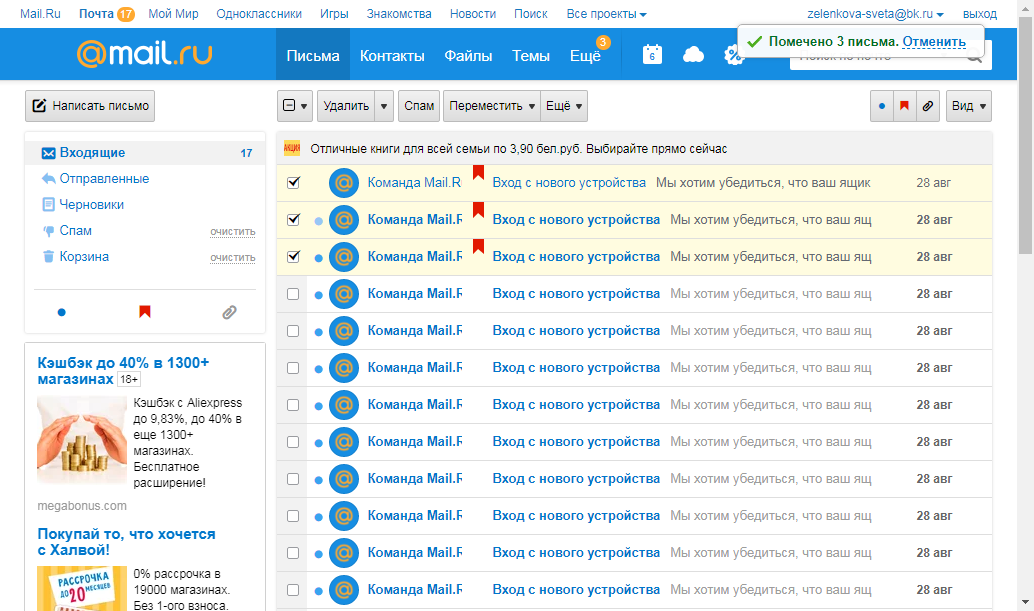 Mail.Ru Почта 17 Мой Мир Одноклассники Игры Знакомства Новости Поиск Все проекты zelenkova-sveta@bk.ru выход
@mail.ru Письма Контакты Файлы Темы Ещё 3 6
Помечено 3 письма. Отменить
Написать письмо Удалить Спам Переместить Ещё Вид
Входящие 17
Отправленные
Черновики
Спам очистить
Корзина очистить
Кэшбэк до 40% в 1300+
магазинах 18+
Кэшбэк с Aliexpress
до 9,83%, до 40% в
еще 1300+
магазинах.
Бесплатное
расширение!
megabonus.com
Покупай то, что хочется
с Халвой!
РАССРОЧКА
ДО 20 МЕСЯЦЕВ
0% рассрочка в
19000 магазинах.
Без 1-ого взноса.
АКЦИЯ Отличные книги для всей семьи по 3,90 бел.руб. Выбирайте прямо сейчас
Команда Mail.R Вход с нового устройства Мы хотим убедиться, что ваш ящик 28 авг
Команда Mail.R Вход с нового устройства Мы хотим убедиться, что ваш ящ 28 авг
Команда Mail.R Вход с нового устройства Мы хотим убедиться, что ваш ящ 28 авг
Команда Mail.R Вход с нового устройства Мы хотим убедиться, что ваш ящ 28 авг
Команда Mail.R Вход с нового устройства Мы хотим убедиться, что ваш ящ 28 авг
Команда Mail.R Вход с нового устройства Мы хотим убедиться, что ваш ящ 28 авг
Команда Mail.R Вход с нового устройства Мы хотим убедиться, что ваш ящ 28 авг
Команда Mail.R Вход с нового устройства Мы хотим убедиться, что ваш ящ 28 авг
Команда Mail.R Вход с нового устройства Мы хотим убедиться, что ваш ящ 28 авг
Команда Mail.R Вход с нового устройства Мы хотим убедиться, что ваш ящ 28 авг
Команда Mail.R Вход с нового устройства Мы хотим убедиться, что ваш ящ 28 авг
Команда Mail.R Вход с нового устройства Мы хотим убедиться, что ваш ящ 28 авг